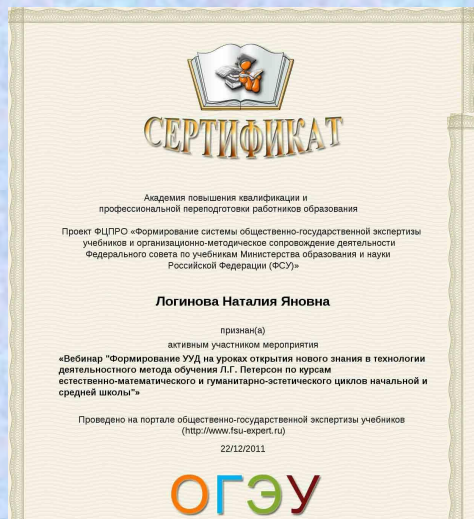 СЕРТИФИКАТ
Академия повышения квалификации и
профессиональной переподготовки работников образования
Проект ФЦПРО «Формирование системы общественно-государственной экспертизы
учебников и организационно-методическое сопровождение деятельности
Федерального совета по учебникам Министерства образования и науки
Российской Федерации (ФСУ)»
Логинова Наталия Яновна
признан(а)
активным участником мероприятия
«Вебинар "Формирование УУД на уроках открытия нового знания в технологии
деятельностного метода обучения Л.Г. Петерсон по курсам
естественно-математического и гуманитарно-эстетического циклов начальной и
средней школы"»
Проведено на портале общественно-государственной экспертизы учебников
(http://www.fsu-expert.ru)
22/12/2011
ОГЭУ